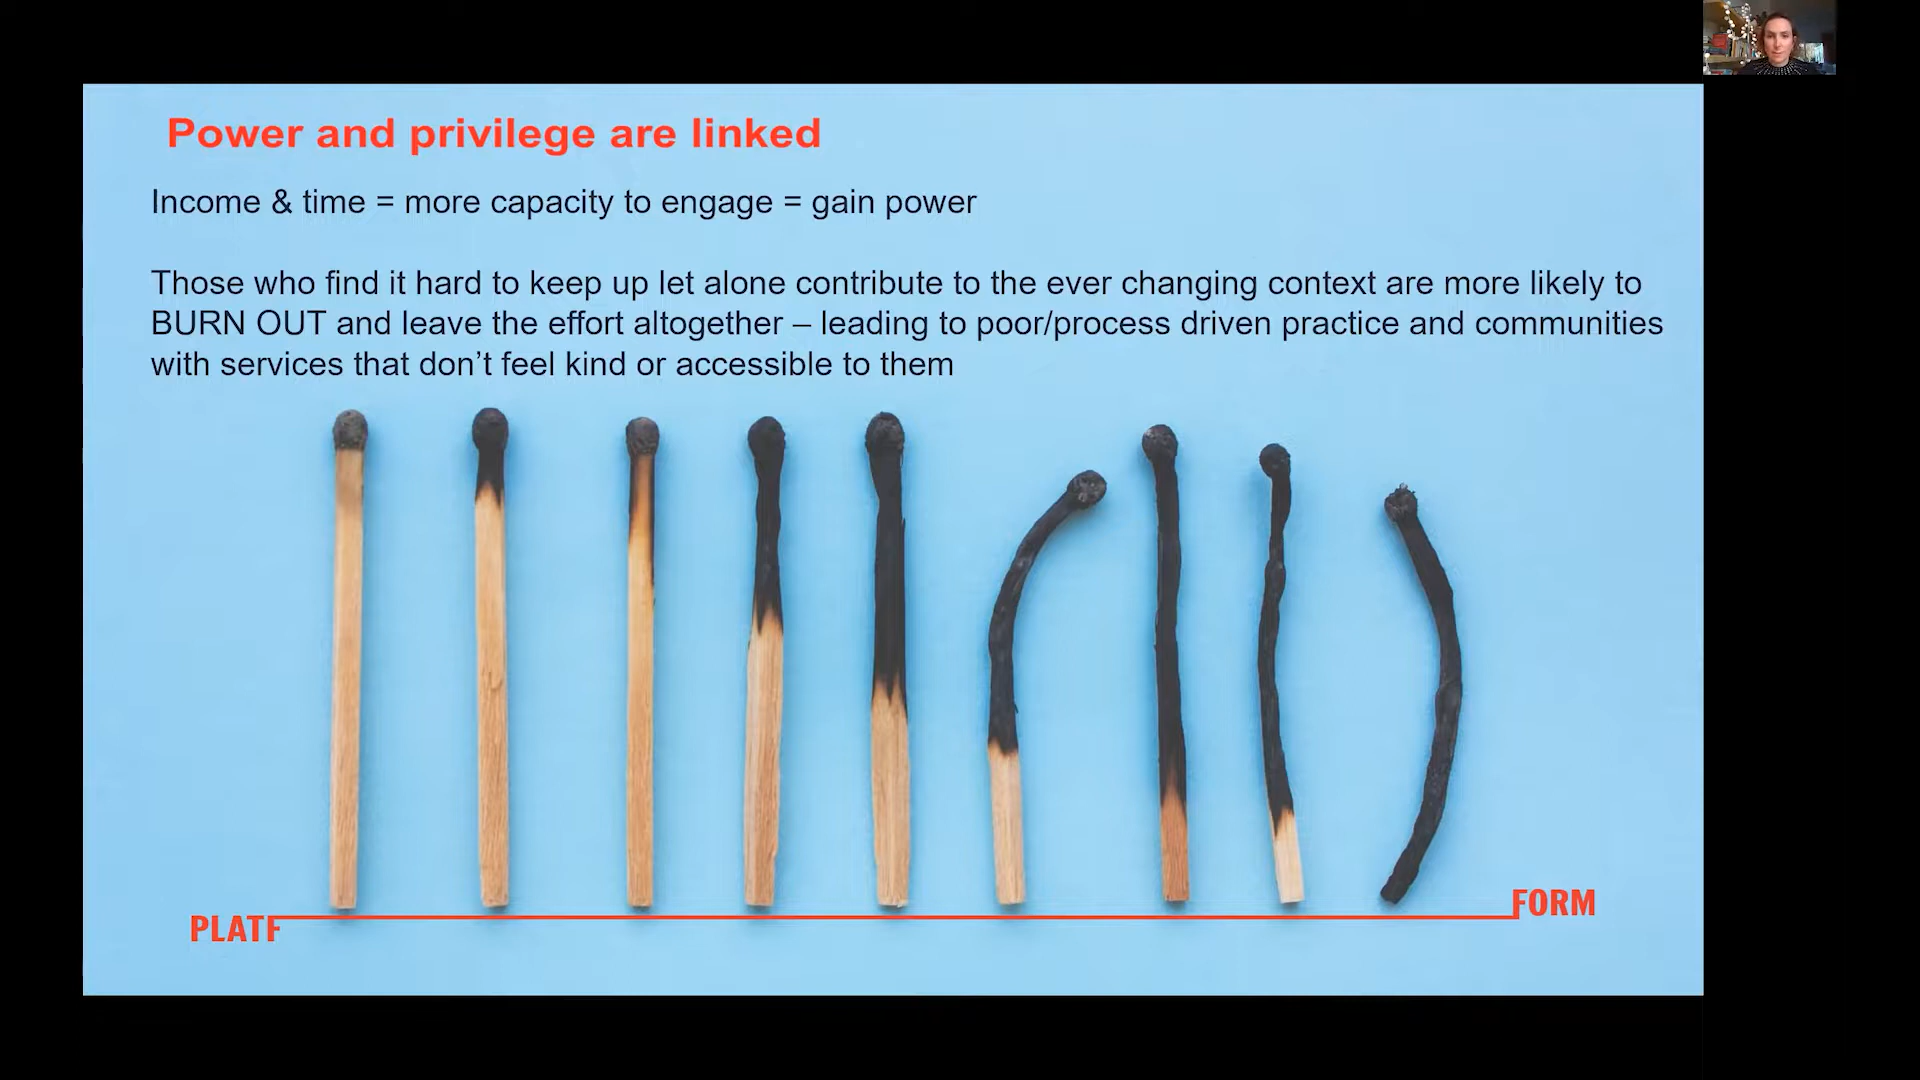 Power and privilege are linked
Income & time = more capacity to engage = gain power
Those who find it hard to keep up let alone contribute to the ever changing context are more likely to
BURN OUT and leave the effort altogether – leading to poor/process driven practice and communities
with services that don’t feel kind or accessible to them
PLATFORM